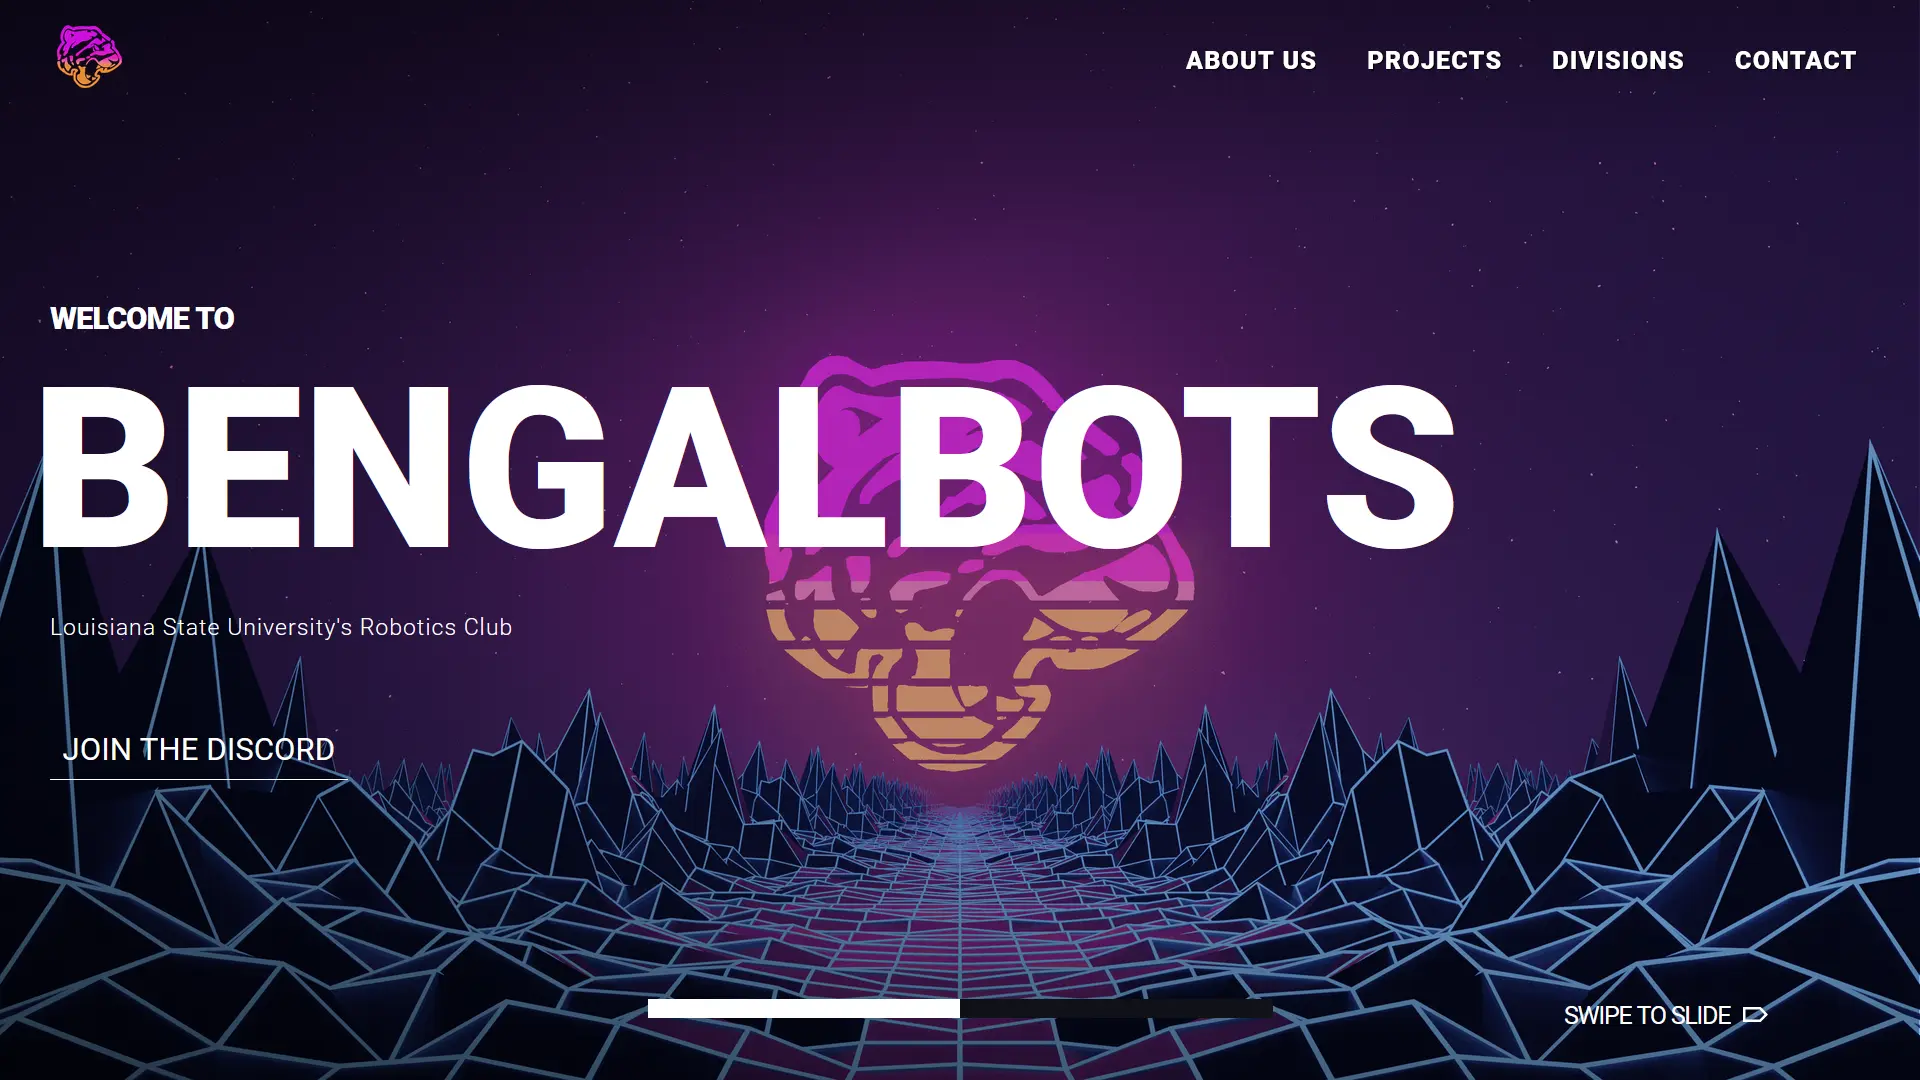 ABOUT US PROJECTS DIVISIONS CONTACT
WELCOME TO
BENGALBOTS
Louisiana State University's Robotics Club
JOIN THE DISCORD
SWIPE TO SLIDE